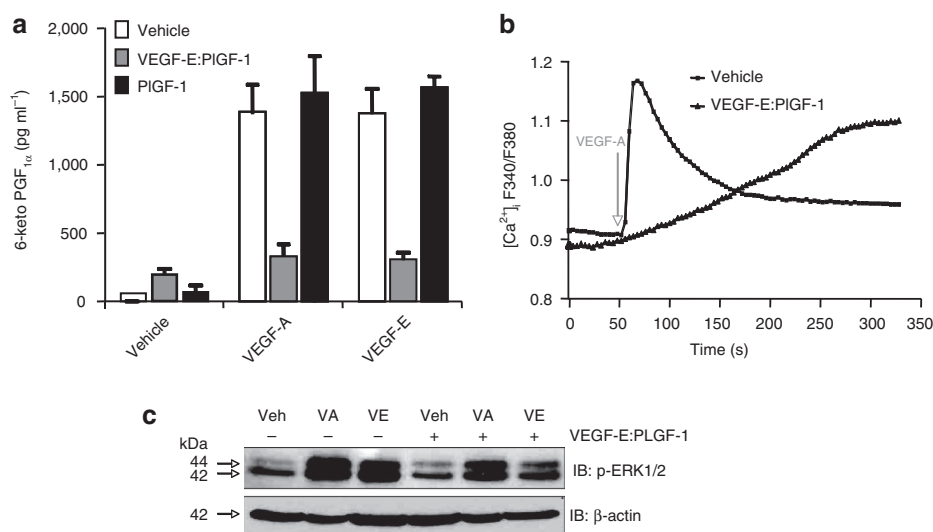 a
2,000
1,500
1,000
500
0
6-keto PGF1α (pg ml−1)
Vehicle
VEGF-E:PlGF-1
PlGF-1
Vehicle
VEGF-A
VEGF-E
b
1.2
1.1
1.0
0.9
0.8
[Ca2+]i F340/F380
Vehicle
VEGF-E:PlGF-1
VEGF-A
0 50 100 150 200 250 300 350
Time (s)
c
Veh VA VE Veh VA VE
− − − + + + VEGF-E:PLGF-1
kDa
44
42
IB: p-ERK1/2
42
IB: β-actin